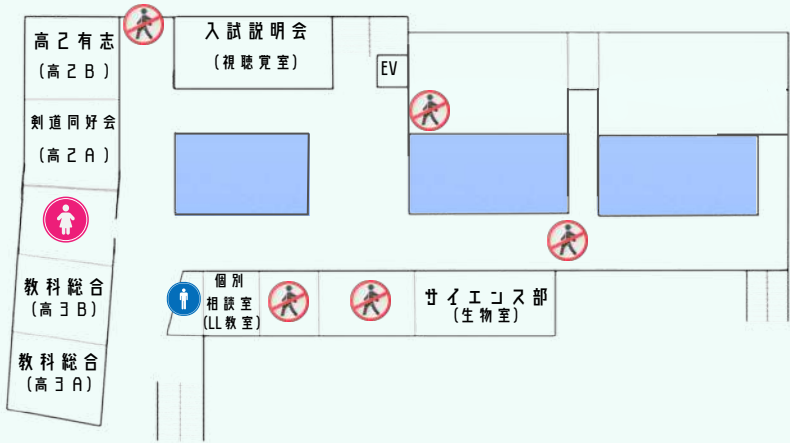 高2有志
(高2B)
入試説明会
(視聴覚室)
EV
剣道同好会
(高2A)
教科総合
(高3B)
教科総合
(高3A)
個別
相談室
(LL教室)
サイエンス部
(生物室)